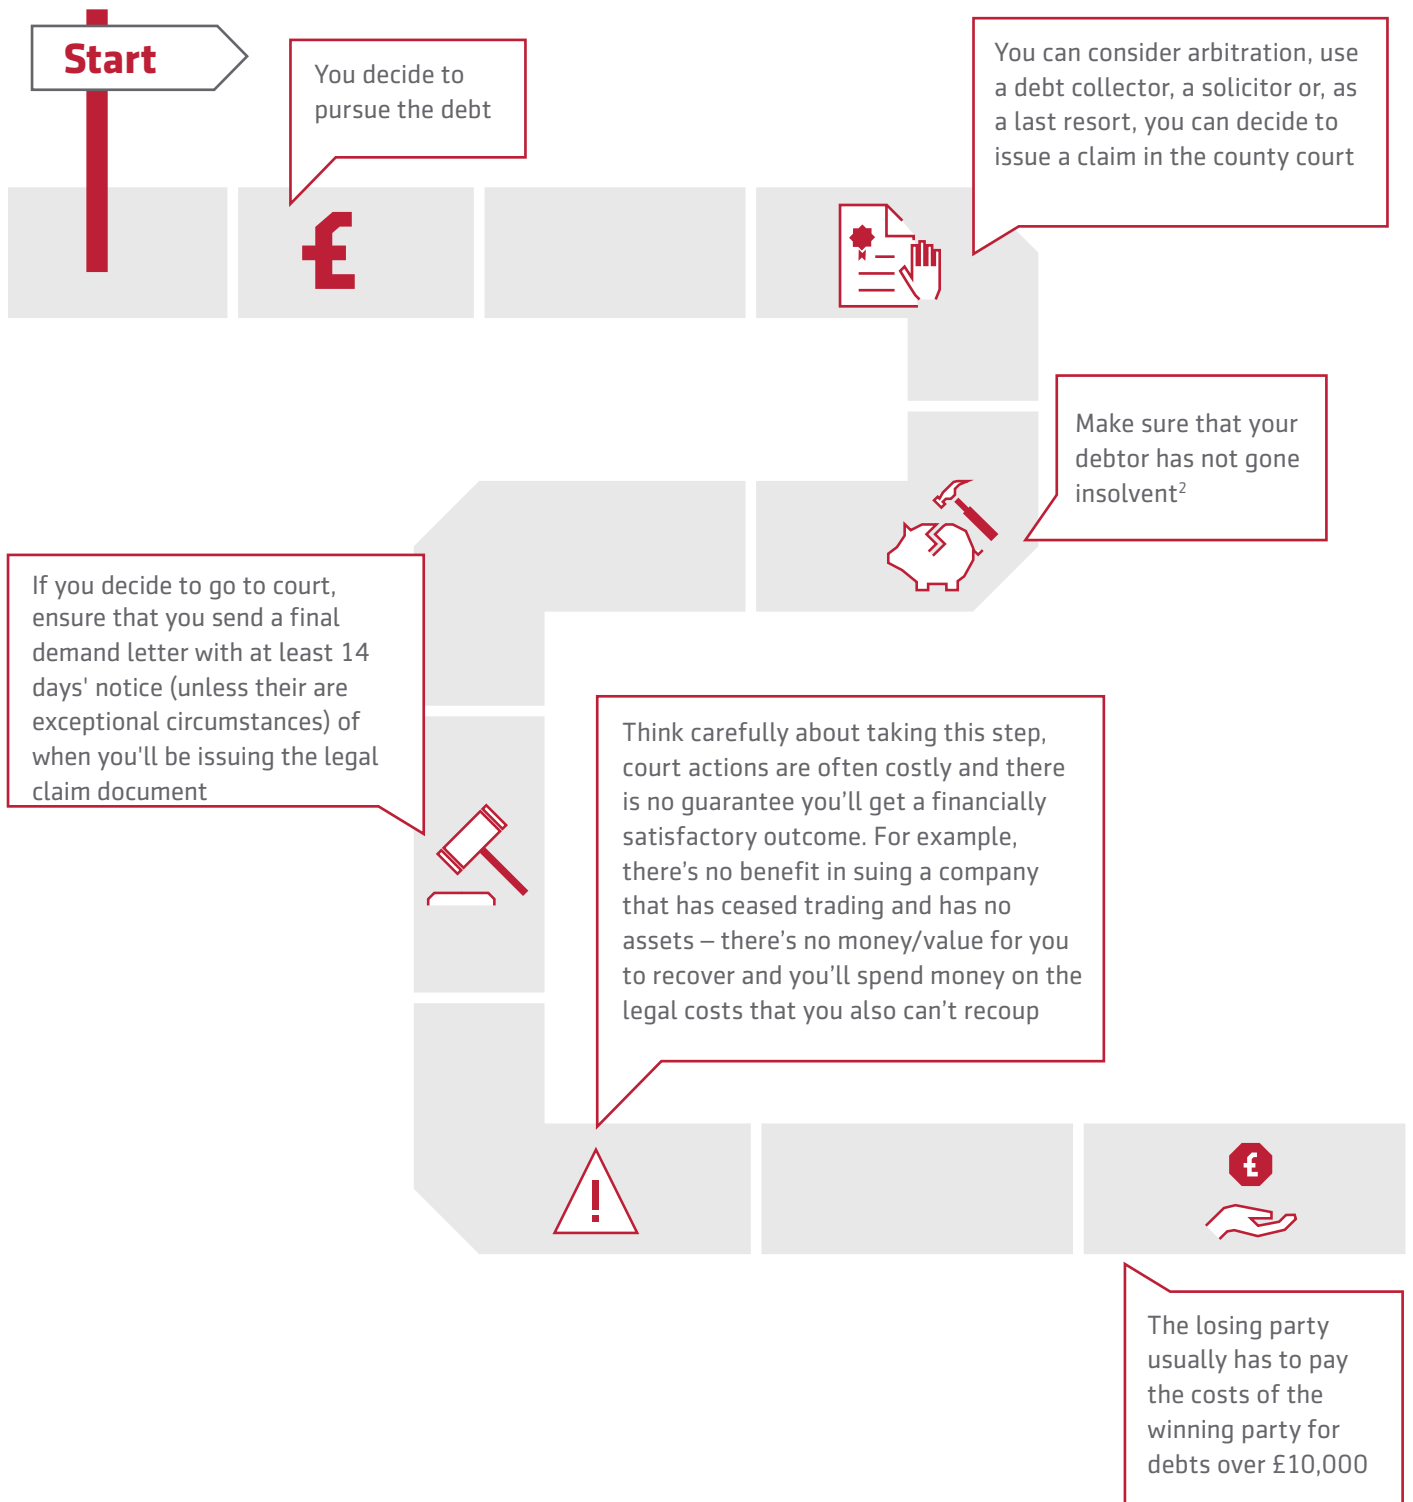 Start
You decide to
pursue the debt
You can consider arbitration, use
a debt collector, a solicitor or, as
a last resort, you can decide to
issue a claim in the county court
£
Make sure that your
debtor has not gone
insolvent²
If you decide to go to court,
ensure that you send a final
demand letter with at least 14
days' notice (unless their are
exceptional circumstances) of
when you'll be issuing the legal
claim document
Think carefully about taking this step,
court actions are often costly and there
is no guarantee you’ll get a financially
satisfactory outcome. For example,
there’s no benefit in suing a company
that has ceased trading and has no
assets – there’s no money/value for you
to recover and you’ll spend money on the
legal costs that you also can’t recoup
!
£
The losing party
usually has to pay
the costs of the
winning party for
debts over £10,000